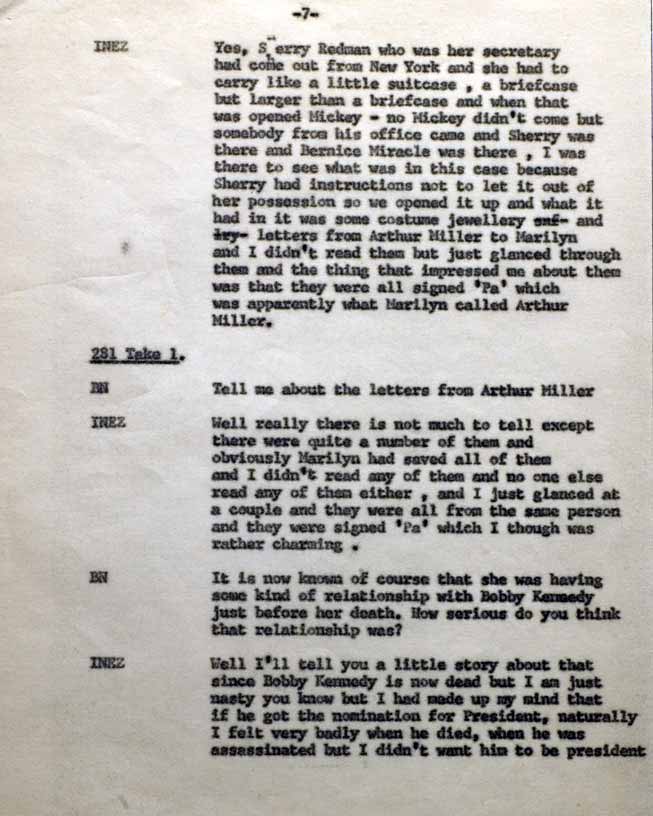 -7-
INEZ Yes, Sherry Redman who was her secretary
had come out from New York and she had to
carry like a little suitcase , a briefcase
but larger than a briefcase and when that
was opened Mickey - no Mickey didn't come but
somebody from his office came and Sherry was
there and Bernice Miracle was there , I was
there to see what was in this case because
Sherry had instructions not to let it out of
her possession so we opened it up and what it
had in it was some costume jewellery and
letters from Arthur Miller to Marilyn
and I didn't read them but just glanced through
them and the thing that impressed me about them
was that they were all signed 'Pa' which
was apparently what Marilyn called Arthur
Miller.
281 Take 1.
BN Tell me about the letters from Arthur Miller
INEZ Well really there is not much to tell except
there were quite a number of them and
obviously Marilyn had saved all of them
and I didn't read any of them and no one else
read any of them either , and I just glanced at
a couple and they were all from the same person
and they were signed 'Pa' which I though was
rather charming .
BN It is now known of course that she was having
some kind of relationship with Bobby Kennedy
just before her death. How serious do you think
that relationship was?
INEZ Well I'll tell you a little story about that
since Bobby Kennedy is now dead but I am just
nasty you know but I had made up my mind that
if he got the nomination for President, naturally
I felt very badly when he died, when he was
assassinated but I didn't want him to be president